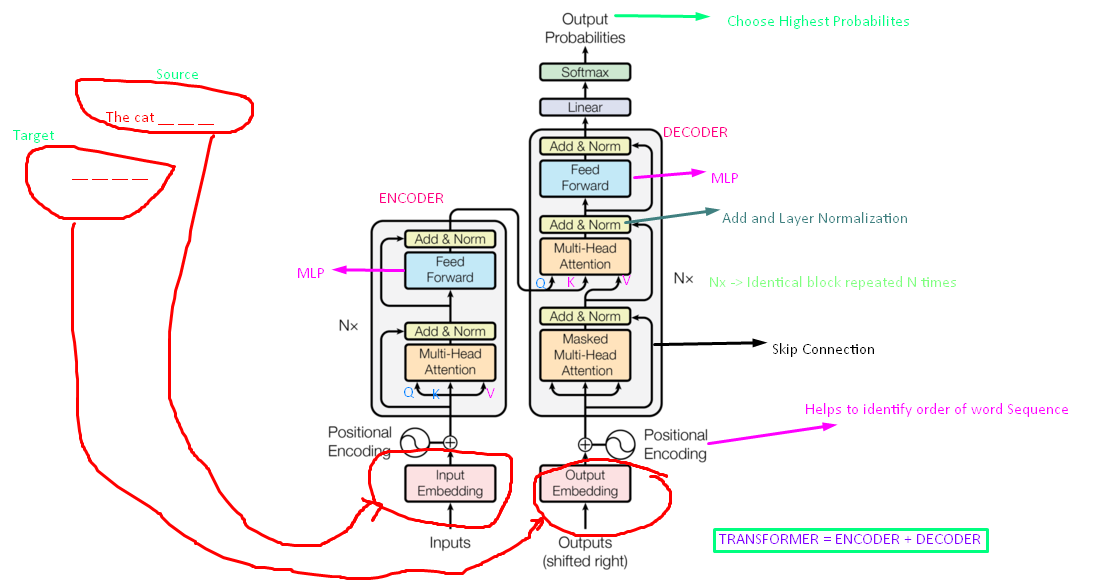 Output
Probabilities
Choose Highest Probabilites
Softmax
Linear
Source
The cat __ __ __
Target
__ __ __ __
DECODER
Add & Norm
Feed
Forward
MLP
ENCODER
Add & Norm
Add and Layer Normalization
Multi-Head
Attention
Q K V
Add & Norm
Feed
Forward
MLP
Nx
Nx -> Identical block repeated N times
Add & Norm
Masked
Multi-Head
Attention
Skip Connection
Nx
Add & Norm
Multi-Head
Attention
Q K V
Helps to identify order of word Sequence
Positional
Encoding
Positional
Encoding
Input
Embedding
Output
Embedding
Inputs
Outputs
(shifted right)
TRANSFORMER = ENCODER + DECODER